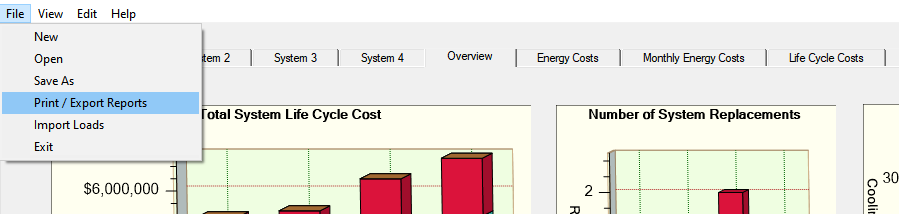 File View Edit Help
New
Open
Save As
Print / Export Reports
Import Loads
Exit
tem 2 System 3 System 4 Overview Energy Costs Monthly Energy Costs Life Cycle Costs
Total System Life Cycle Cost
$6,000,000
Number of System Replacements
2
R
30
Coolin